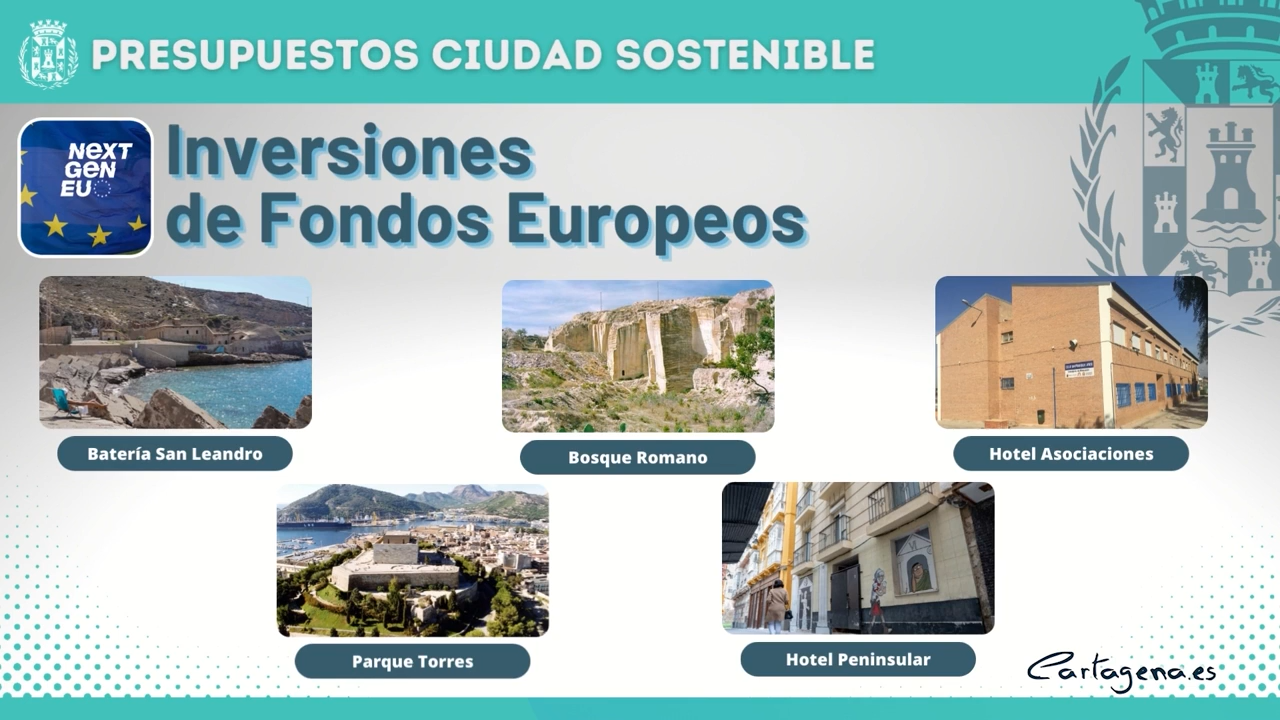 PRESUPUESTOS CIUDAD SOSTENIBLE
NEXT
GEN
EU
Inversiones
de Fondos Europeos
Batería San Leandro
Bosque Romano
Hotel Asociaciones
Parque Torres
Hotel Peninsular
Cartagena.es